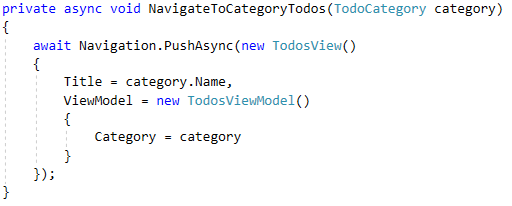 private async void NavigateToCategoryTodos(TodoCategory category)
{
    await Navigation.PushAsync(new TodosView()
    {
        Title = category.Name,
        ViewModel = new TodosViewModel()
        {
            Category = category
        }
    });
}